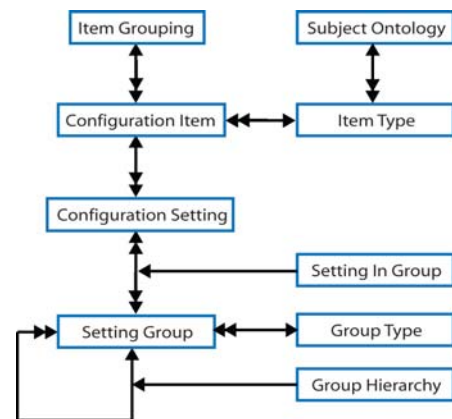 Item Grouping
Subject Ontology
Configuration Item
Item Type
Configuration Setting
Setting In Group
Setting Group
Group Type
Group Hierarchy